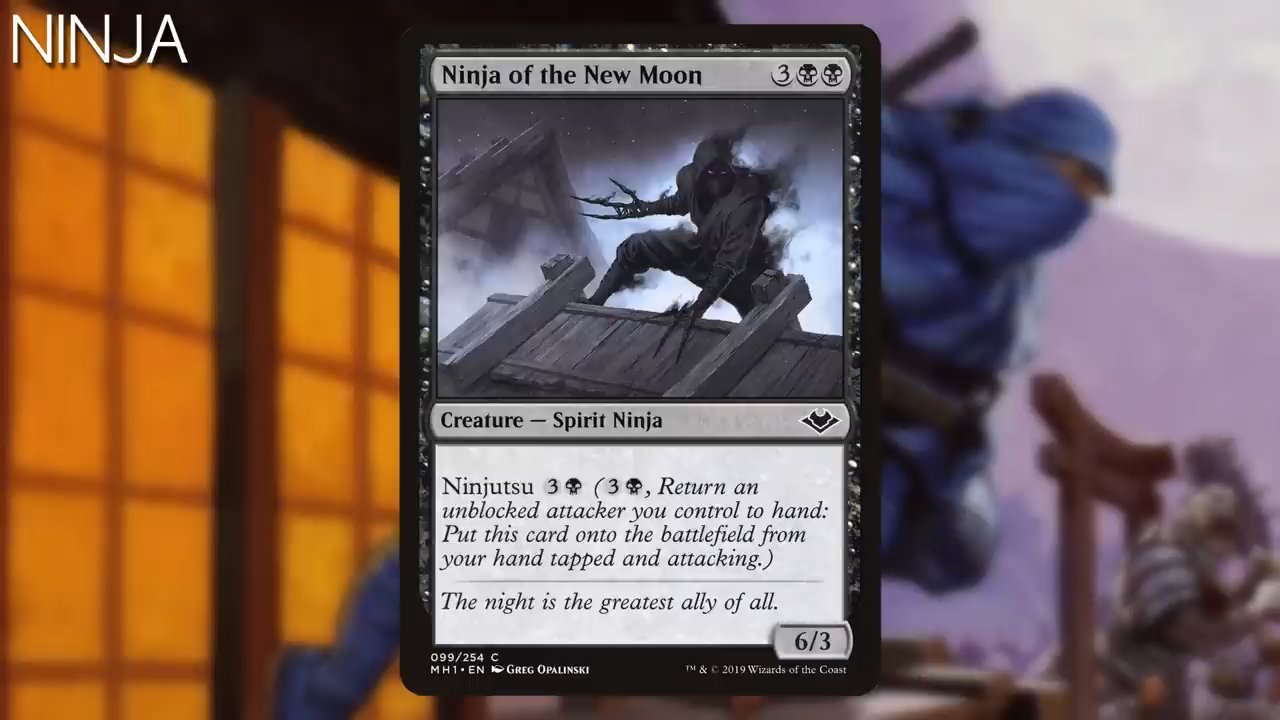 NINJA
Ninja of the New Moon 3
Creature — Spirit Ninja
Ninjutsu 3 (3, Return an
unblocked attacker you control to hand:
Put this card onto the battlefield from
your hand tapped and attacking.)
The night is the greatest ally of all.
6/3
099/254 C
MH1 • EN Greg Opalinski
™ & © 2019 Wizards of the Coast